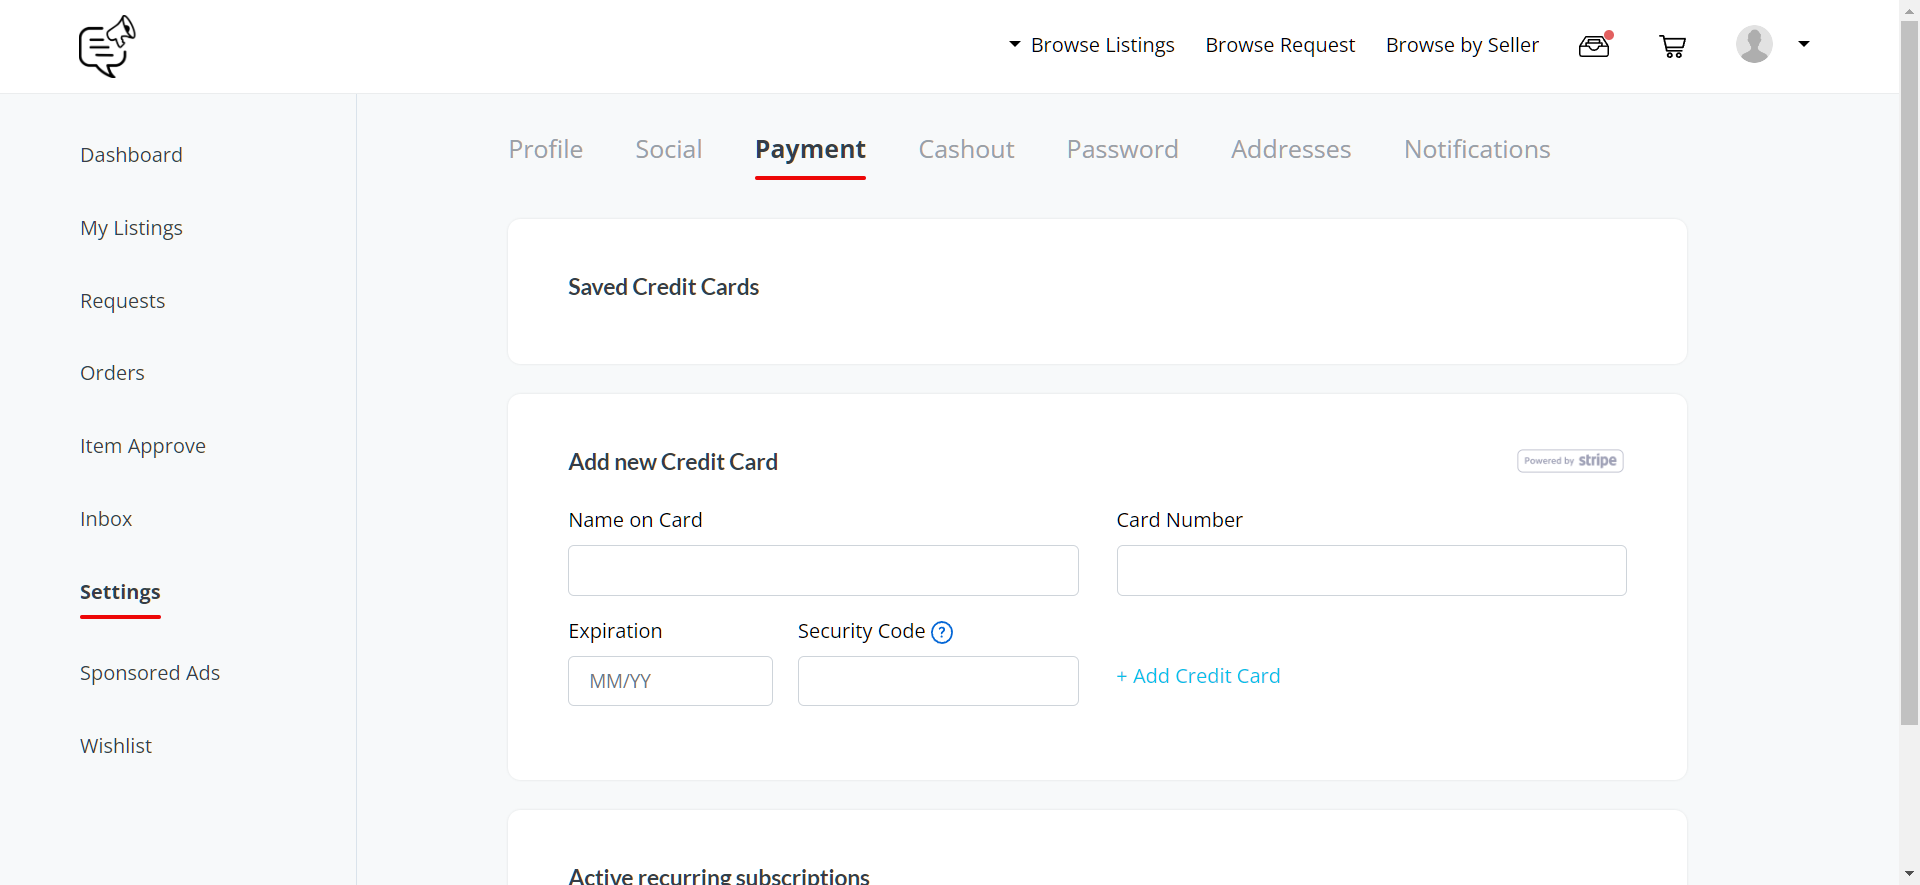 Browse Listings Browse Request Browse by Seller
Dashboard
My Listings
Requests
Orders
Item Approve
Inbox
Settings
Sponsored Ads
Wishlist
Profile Social Payment Cashout Password Addresses Notifications
Saved Credit Cards
Add new Credit Card
Powered by stripe
Name on Card
Card Number
Expiration
Security Code ?
MM/YY
+ Add Credit Card
Active recurring subscriptions